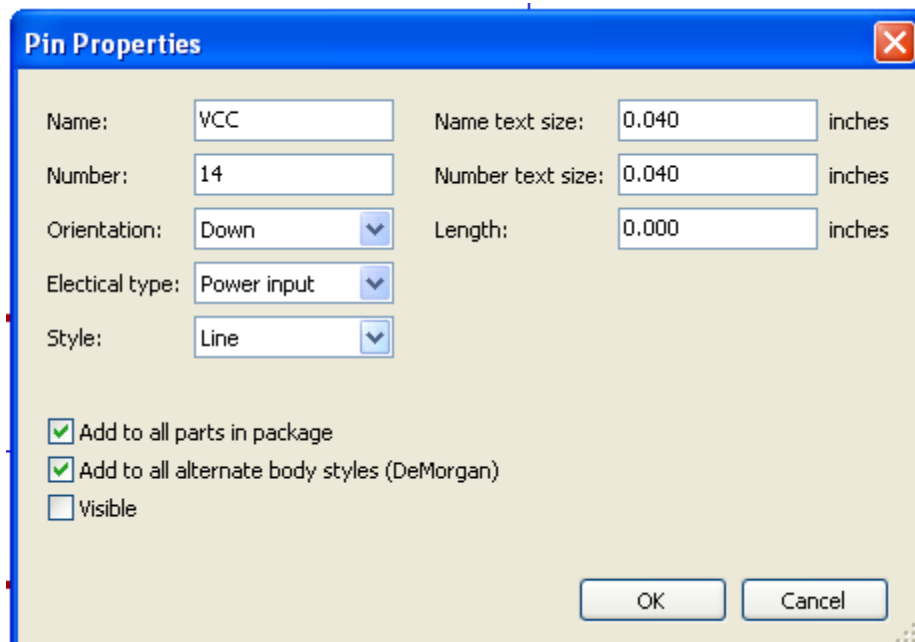 Pin Properties
Name: VCC Name text size: 0.040 inches
Number: 14 Number text size: 0.040 inches
Orientation: Down Length: 0.000 inches
Electical type: Power input
Style: Line
Add to all parts in package
Add to all alternate body styles (DeMorgan)
Visible
OK Cancel